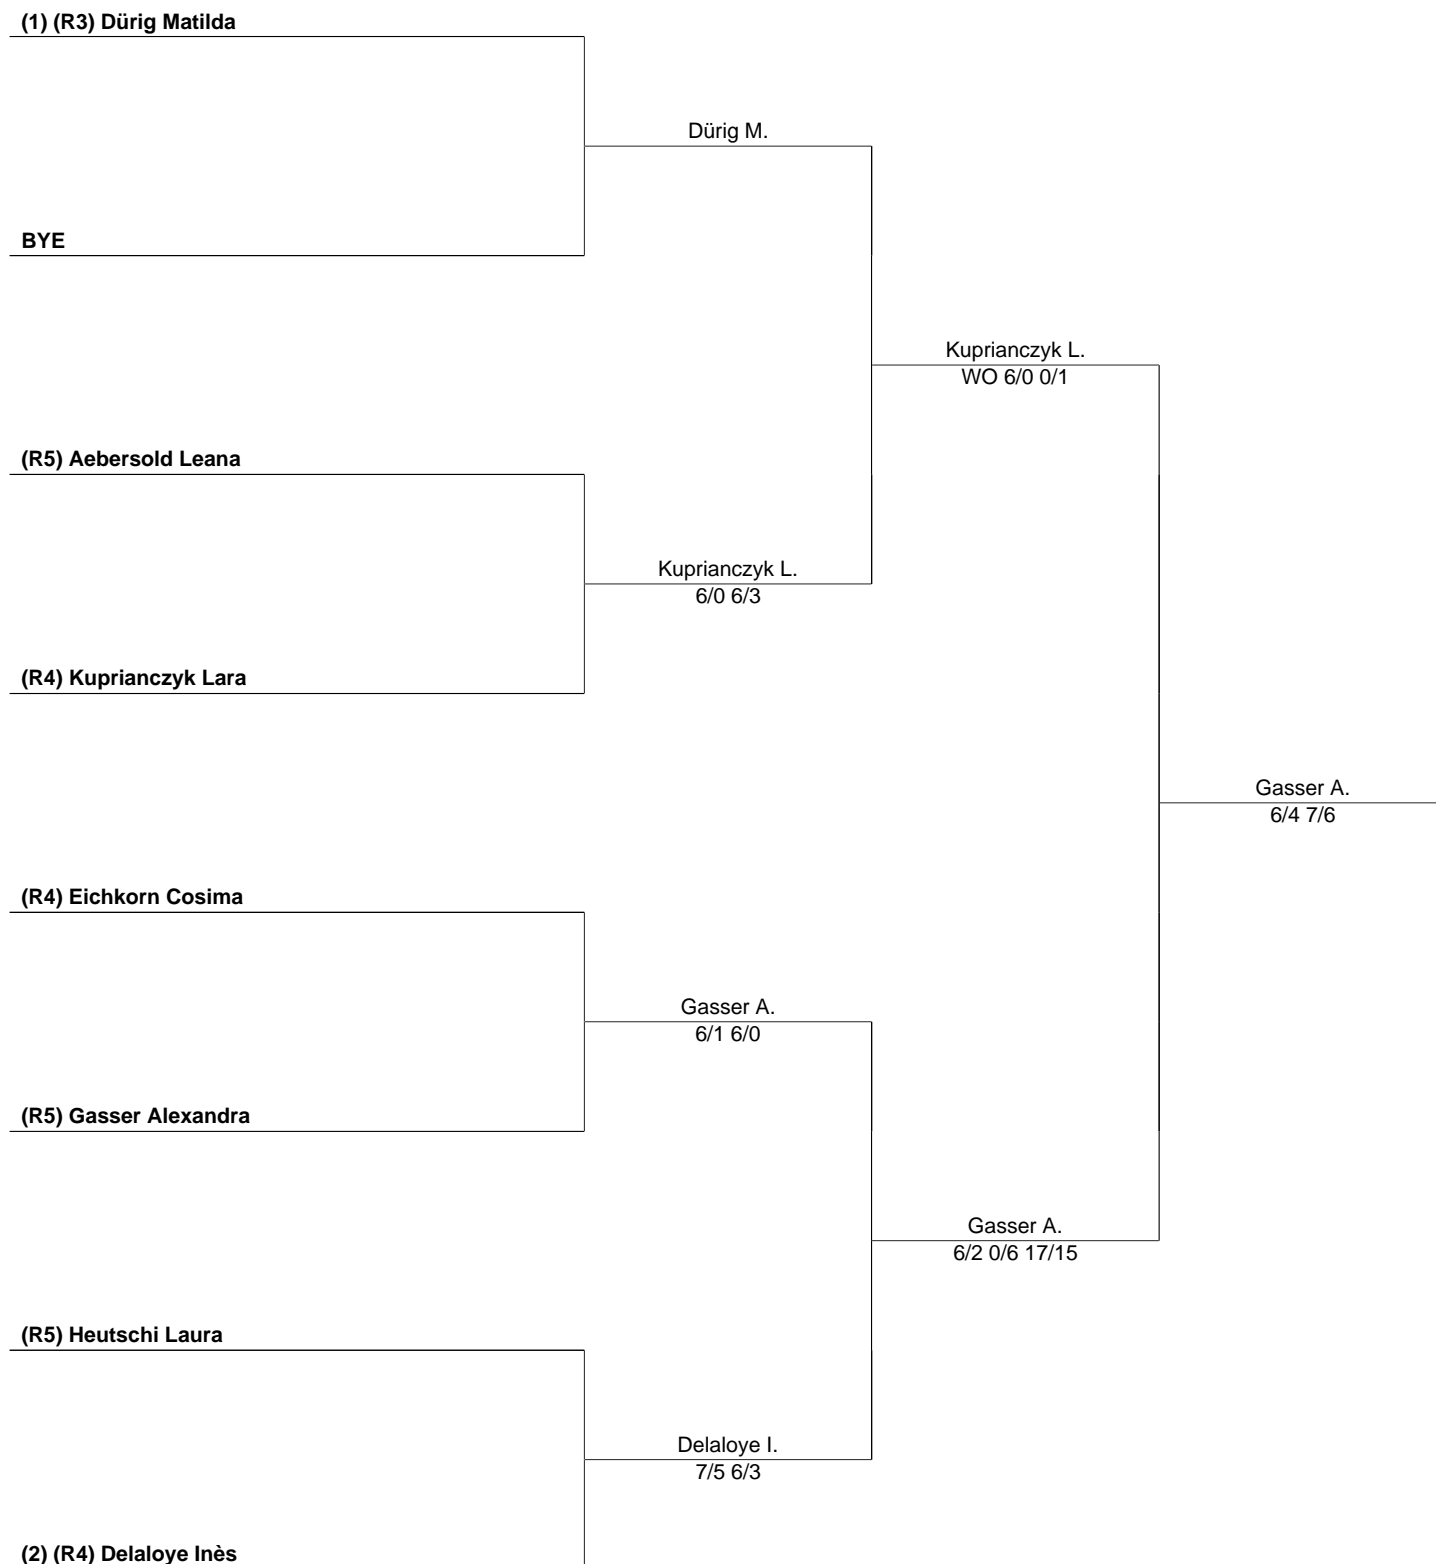 (1) (R3) Dürig Matilda
Dürig M.
BYE
Kuprianczyk L.
WO 6/0 0/1
(R5) Aebersold Leana
Kuprianczyk L.
6/0 6/3
(R4) Kuprianczyk Lara
Gasser A.
6/4 7/6
(R4) Eichkorn Cosima
Gasser A.
6/1 6/0
(R5) Gasser Alexandra
Gasser A.
6/2 0/6 17/15
(R5) Heutschi Laura
Delaloye I.
7/5 6/3
(2) (R4) Delaloye Inès